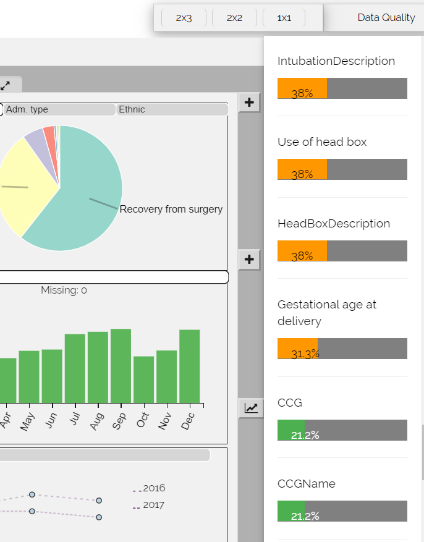 2x3 2x2 1x1 Data Quality
IntubationDescription
38%
Adm. type Ethnic
Use of head box
38%
Recovery from surgery
HeadBoxDescription
38%
Missing: 0
Gestational age at
delivery
31.3%
Apr May Jun Jul Aug Sep Oct Nov Dec
CCG
21.2%
CCGName
2016
2017
21.2%